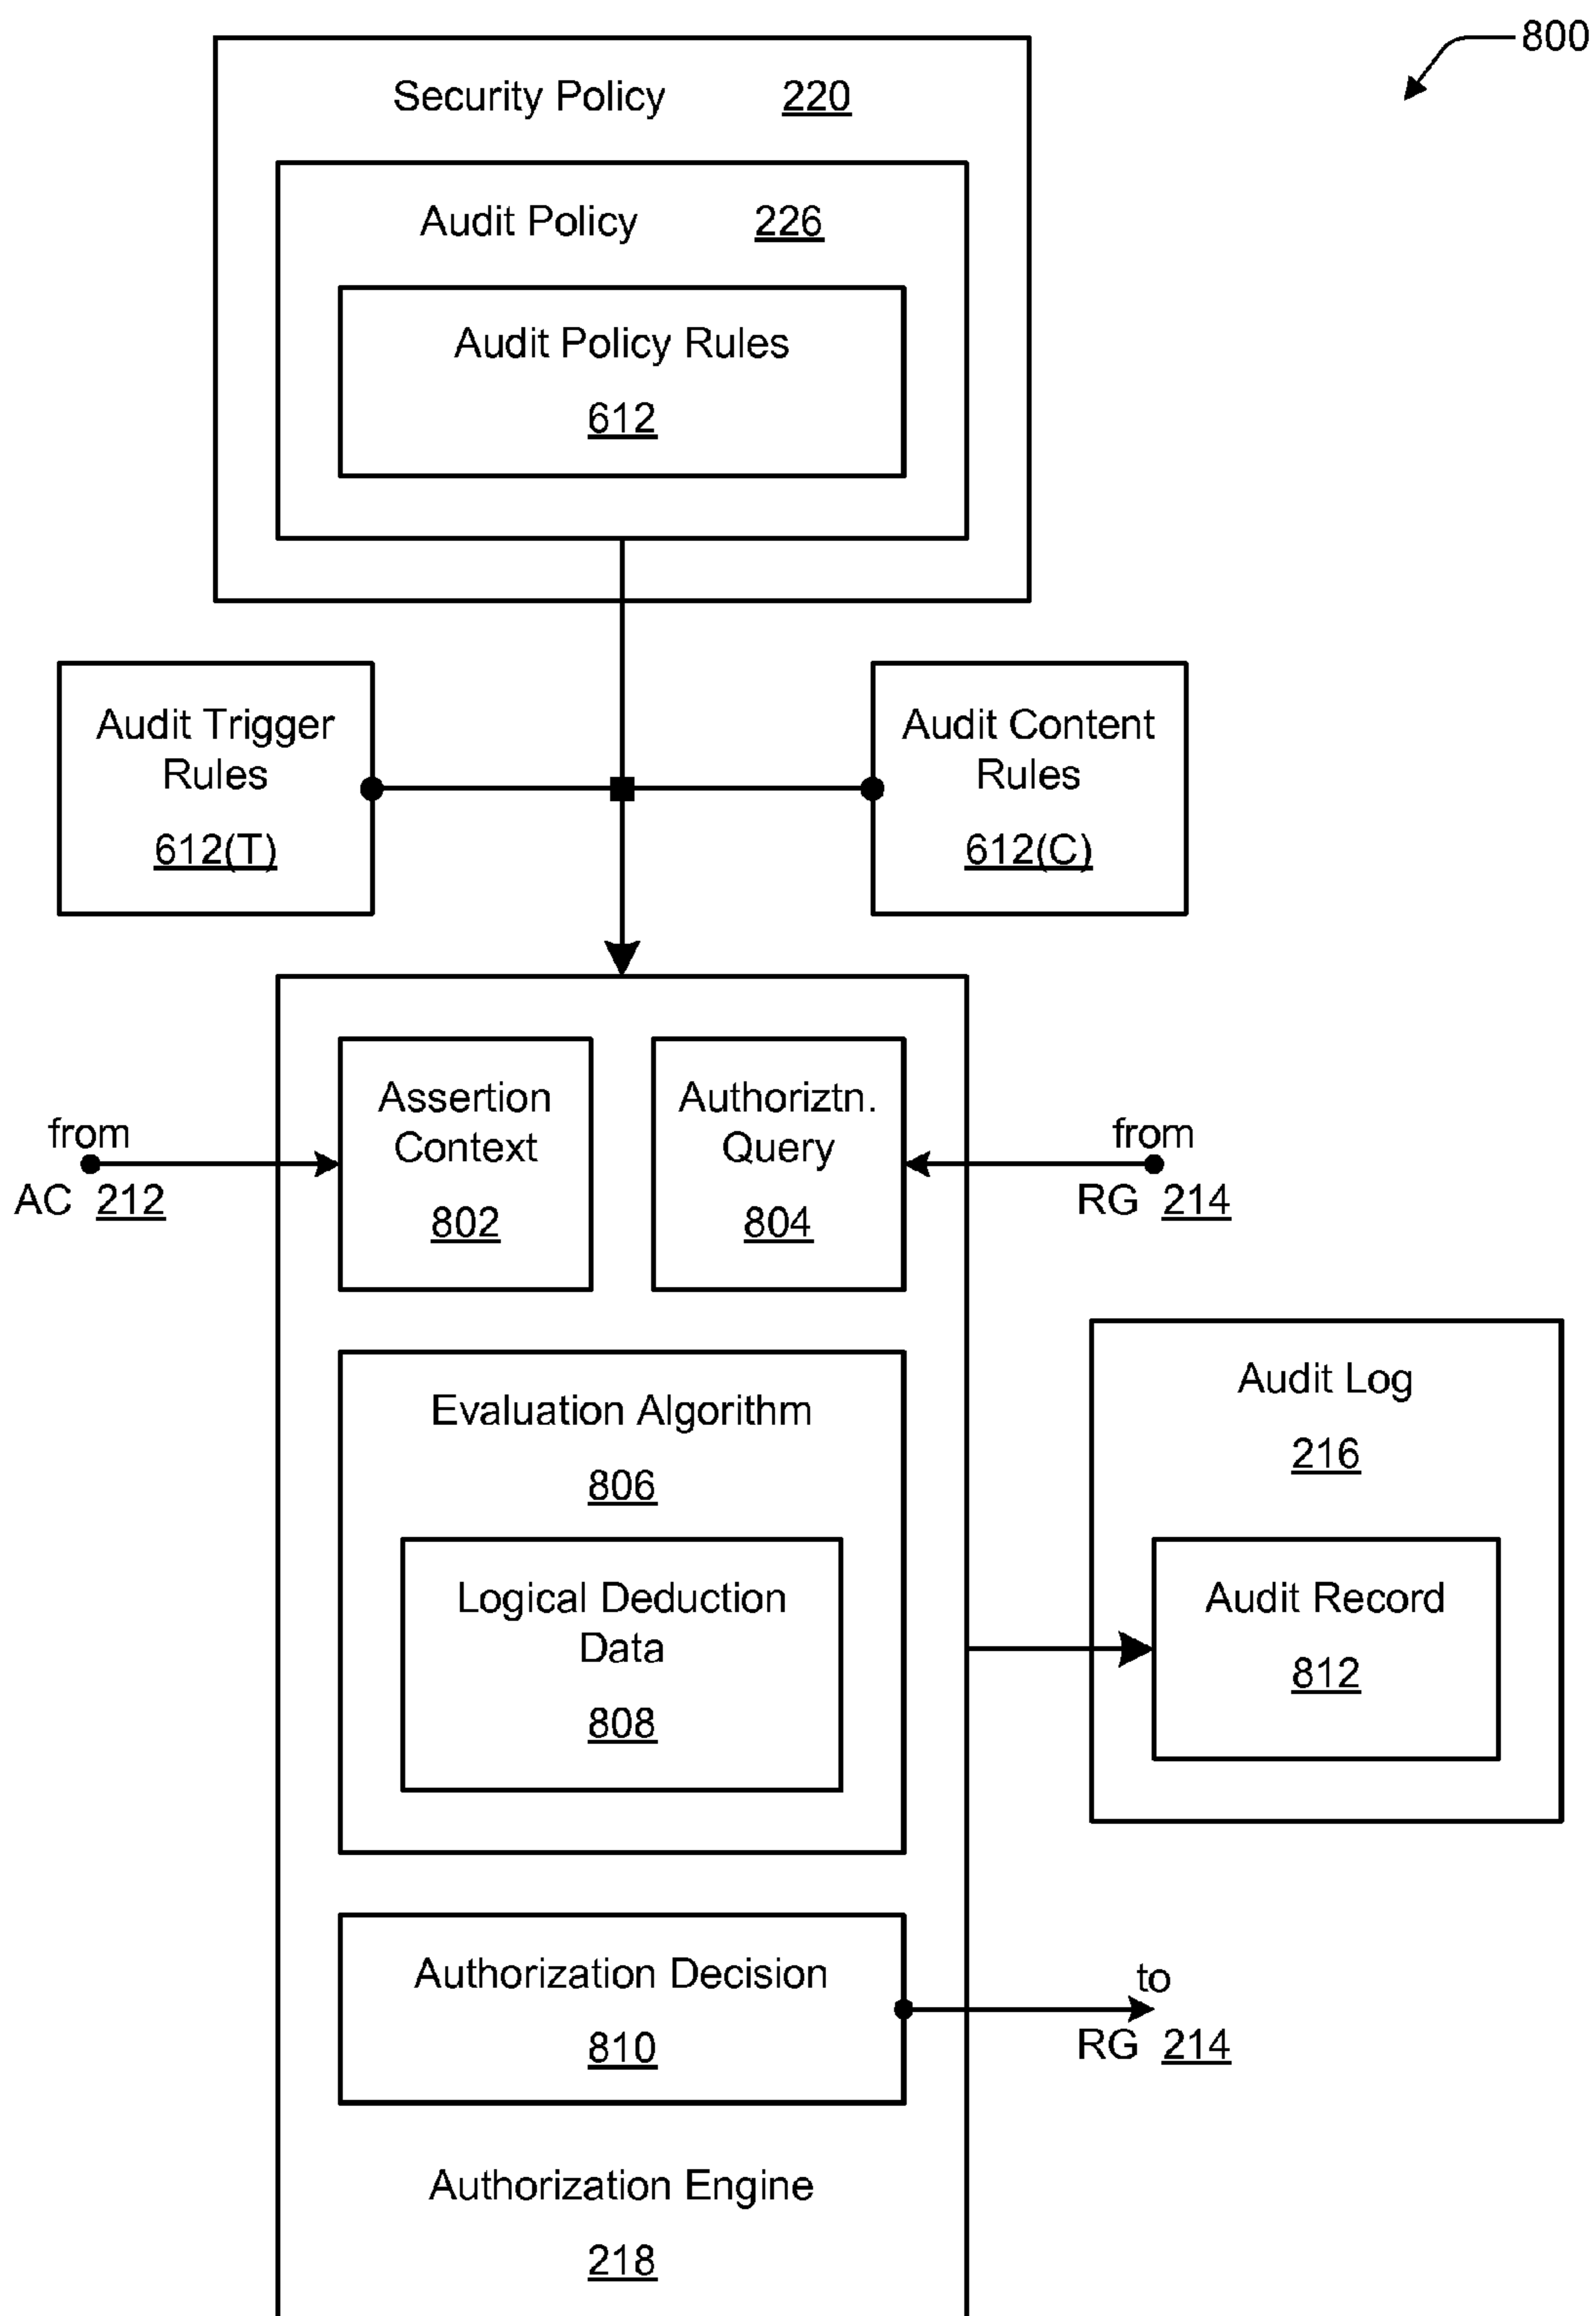 800
Security Policy 220
Audit Policy 226
Audit Policy Rules
612
Audit Trigger
Rules
612(T)
Audit Content
Rules
612(C)
Assertion
Context
802
Authoriztn.
Query
804
from
AC 212
from
RG 214
Evaluation Algorithm
806
Logical Deduction
Data
808
Audit Log
216
Audit Record
812
Authorization Decision
810
to
RG 214
Authorization Engine
218